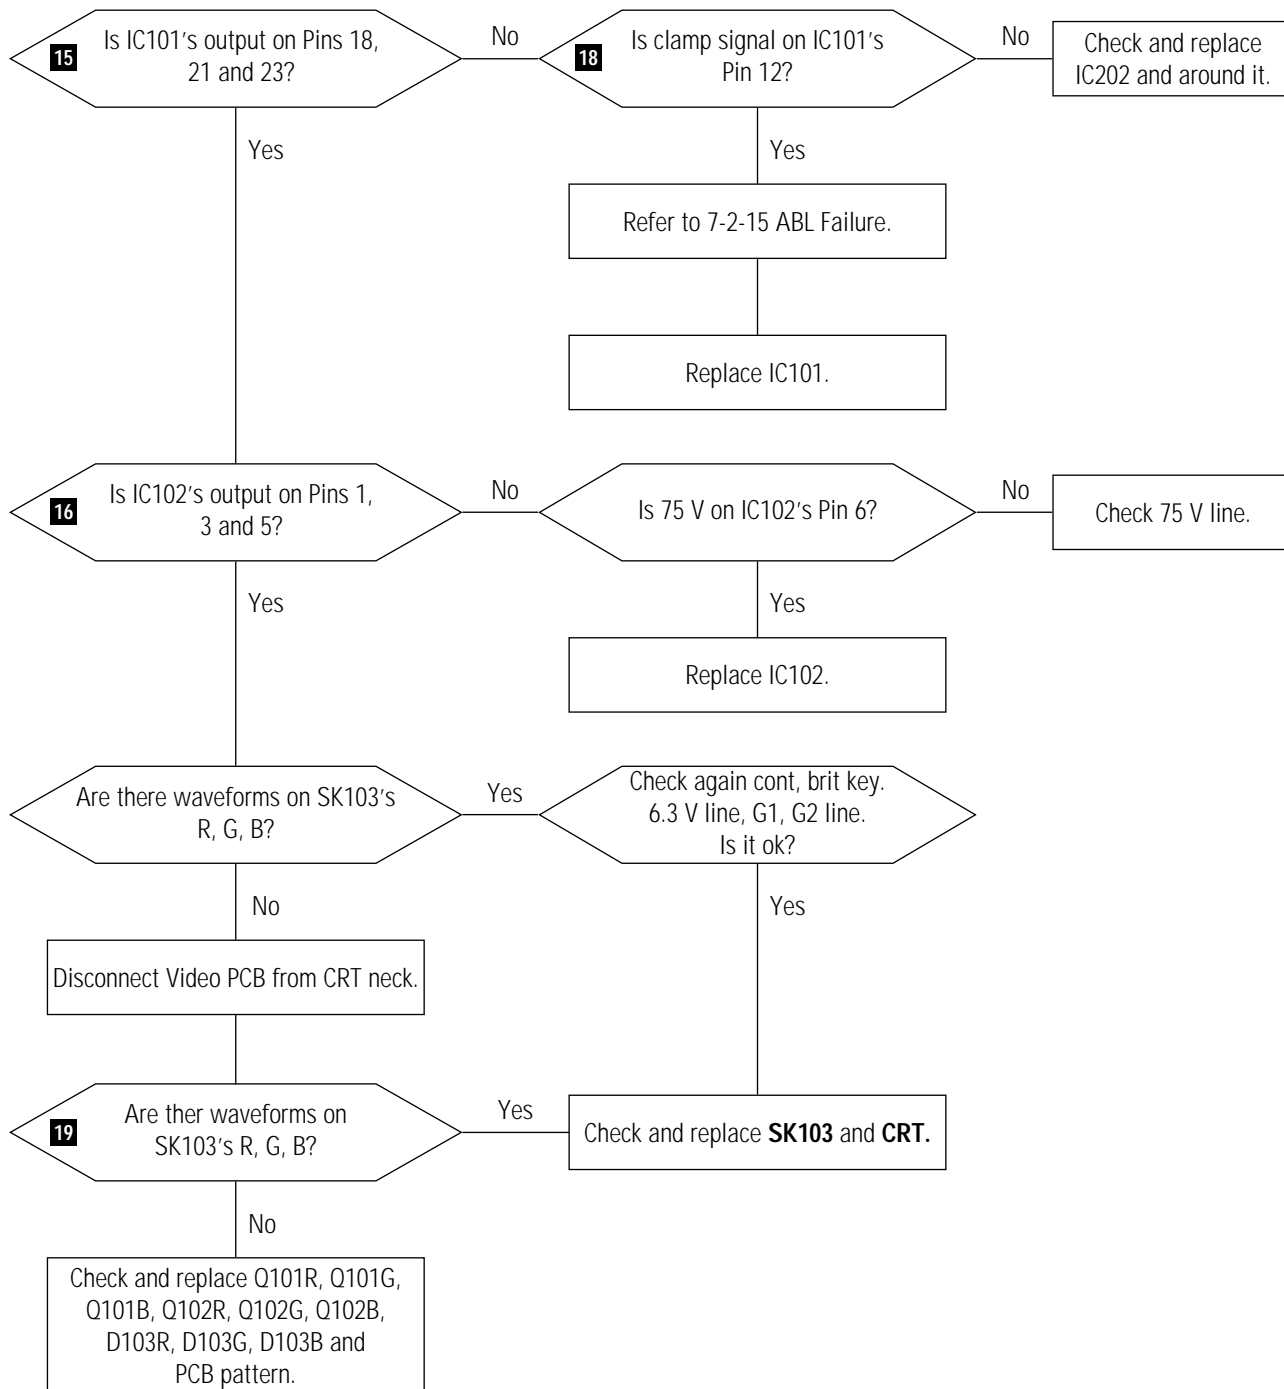 15
Is IC101's output on Pins 18,
21 and 23?
No
18
Is clamp signal on IC101's
Pin 12?
No
Check and replace
IC202 and around it.
Yes
Yes
Refer to 7-2-15 ABL Failure.
Replace IC101.
16
Is IC102's output on Pins 1,
3 and 5?
No
Is 75 V on IC102's Pin 6?
No
Check 75 V line.
Yes
Yes
Replace IC102.
Are there waveforms on SK103's
R, G, B?
Yes
Check again cont, brit key.
6.3 V line, G1, G2 line.
Is it ok?
No
Yes
Disconnect Video PCB from CRT neck.
19
Are ther waveforms on
SK103's R, G, B?
Yes
Check and replace SK103 and CRT.
No
Check and replace Q101R, Q101G,
Q101B, Q102R, Q102G, Q102B,
D103R, D103G, D103B and
PCB pattern.